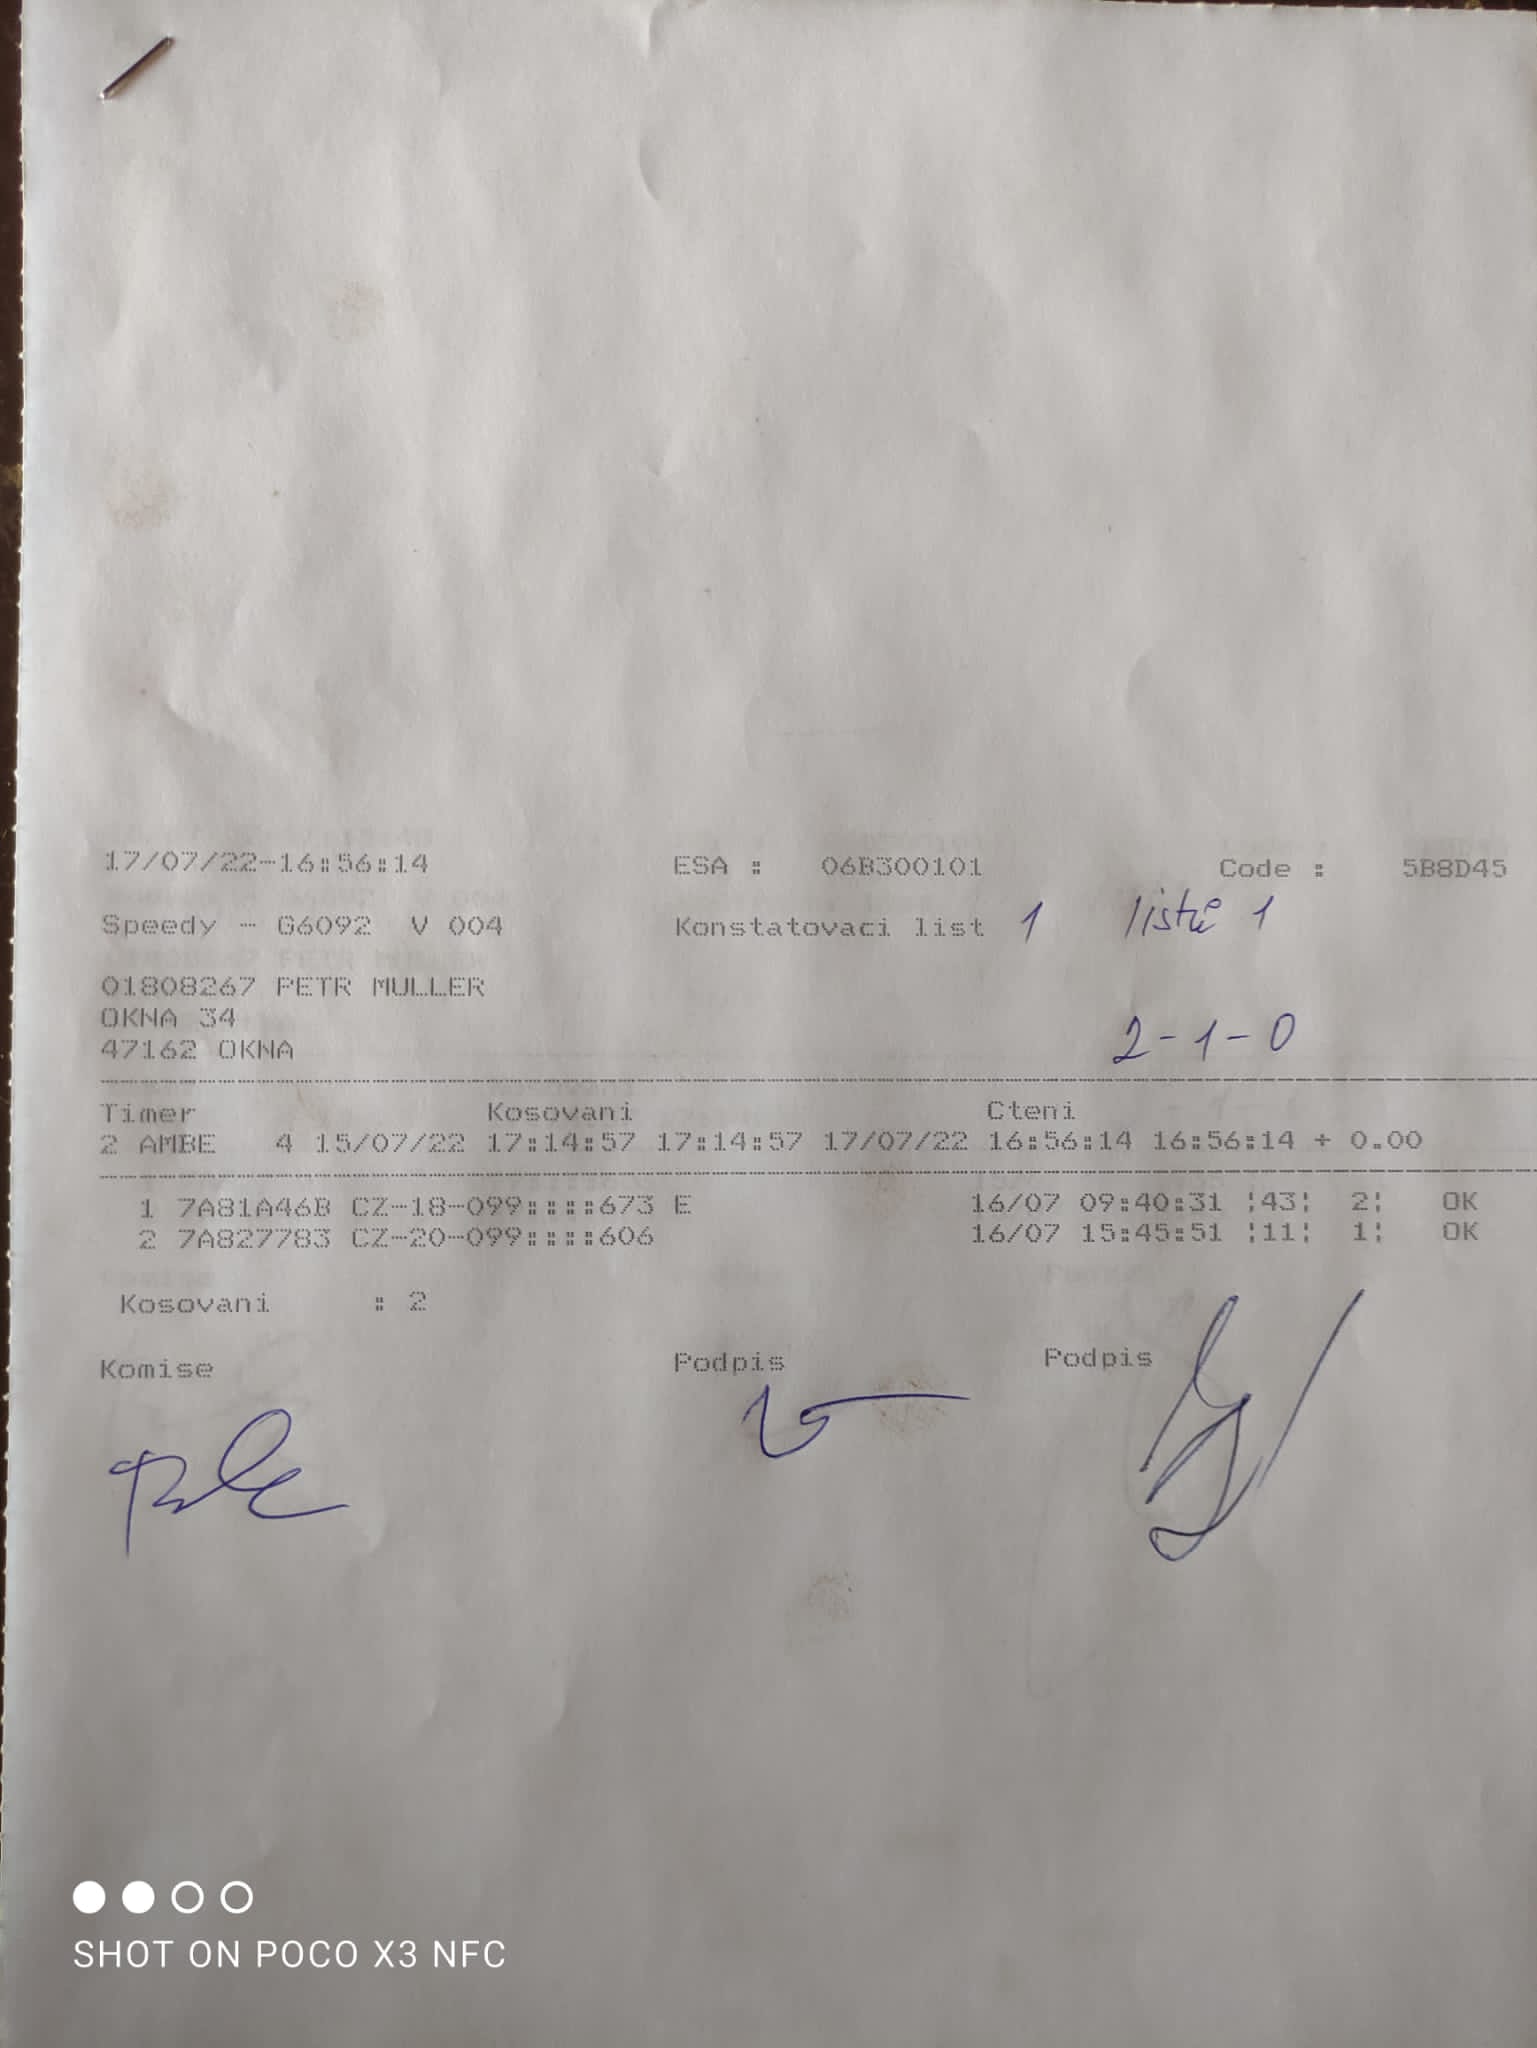 17/07/22-16:56:14 ESA : 06B300101 Code : 5B8D45
Speedy - G6092 V 004 Konstatovaci list 1 listů 1
01808267 PETR MULLER
OKNA 34
47162 OKNA
2-1-0
Timer Kosovani Cteni
2 AMBE 4 15/07/22 17:14:57 17:14:57 17/07/22 16:56:14 16:56:14 + 0.00
1 7A81A46B CZ-18-099::::673 E 16/07 09:40:31 ¦43¦ 2¦ OK
2 7A827783 CZ-20-099::::606 16/07 15:45:51 ¦11¦ 1¦ OK
Kosovani : 2
Komise Podpis Podpis
SHOT ON POCO X3 NFC